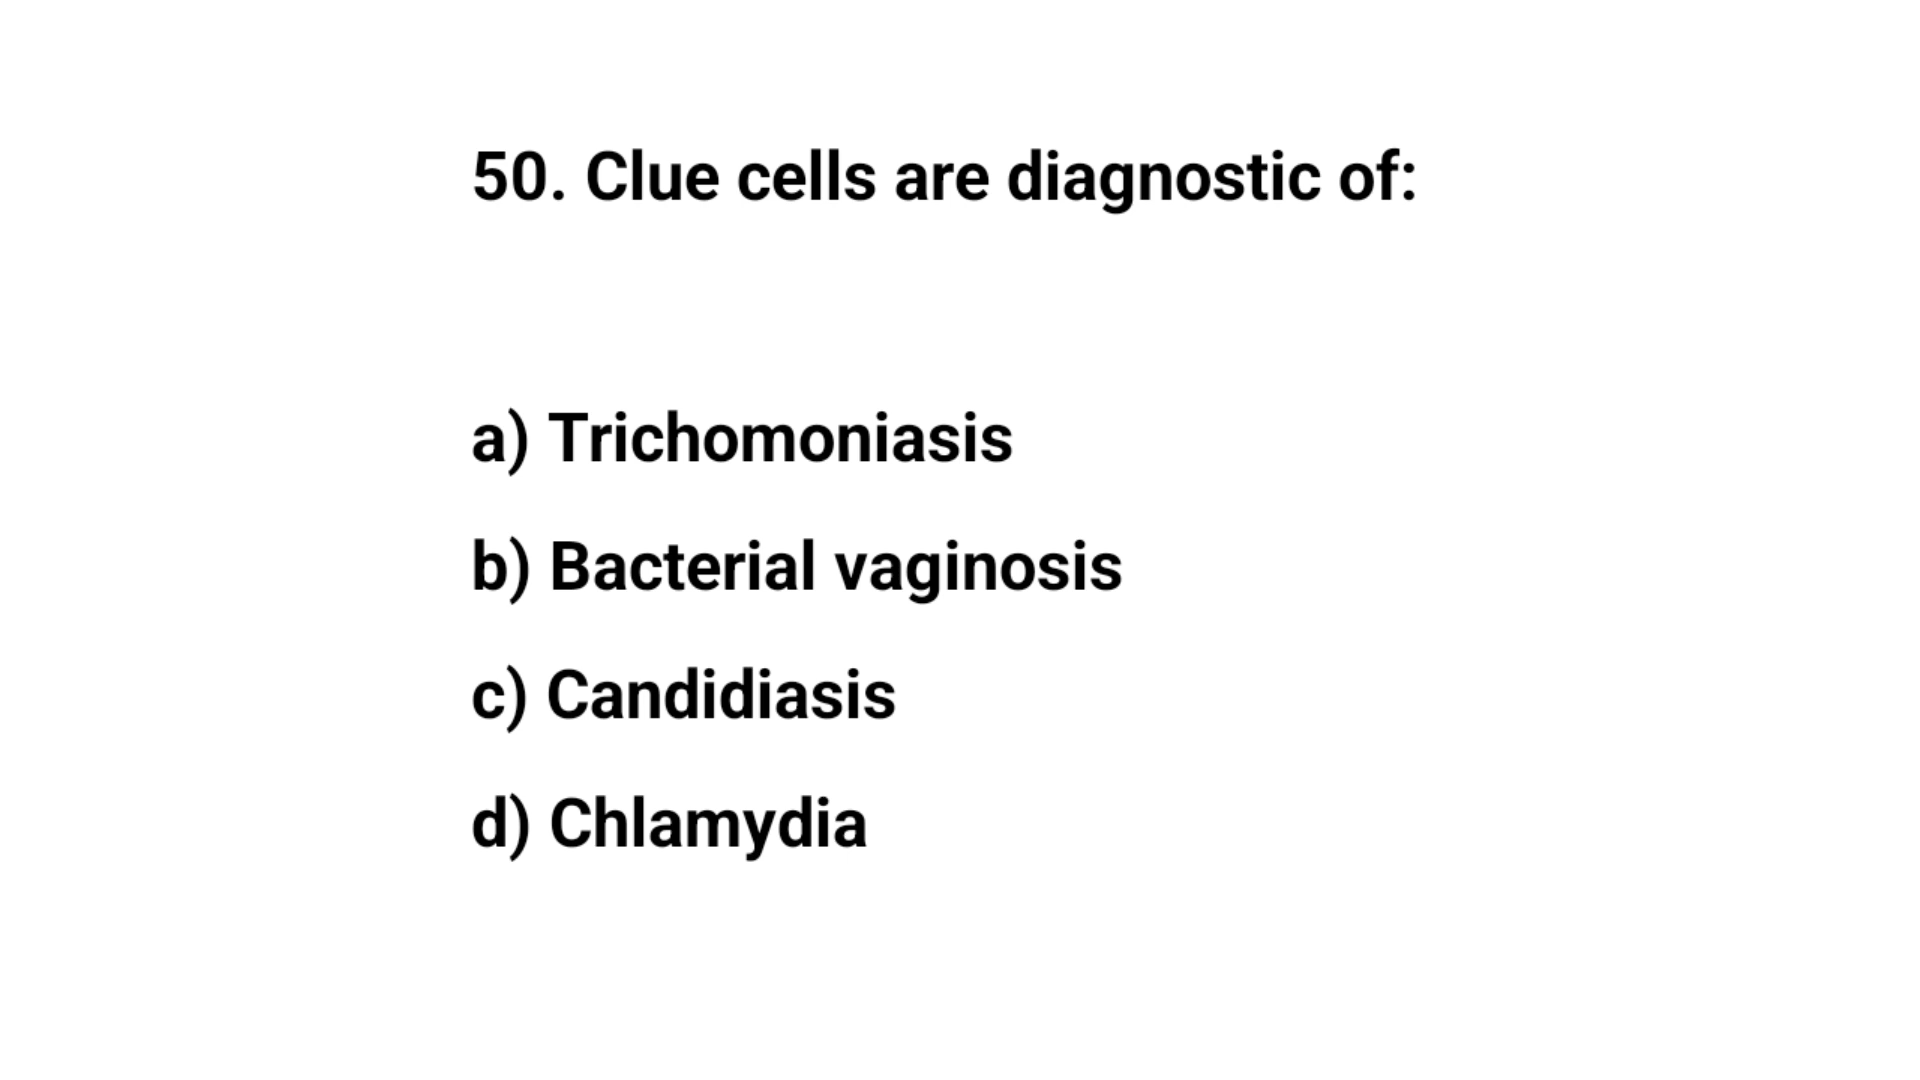 50. Clue cells are diagnostic of:
a) Trichomoniasis
b) Bacterial vaginosis
c) Candidiasis
d) Chlamydia